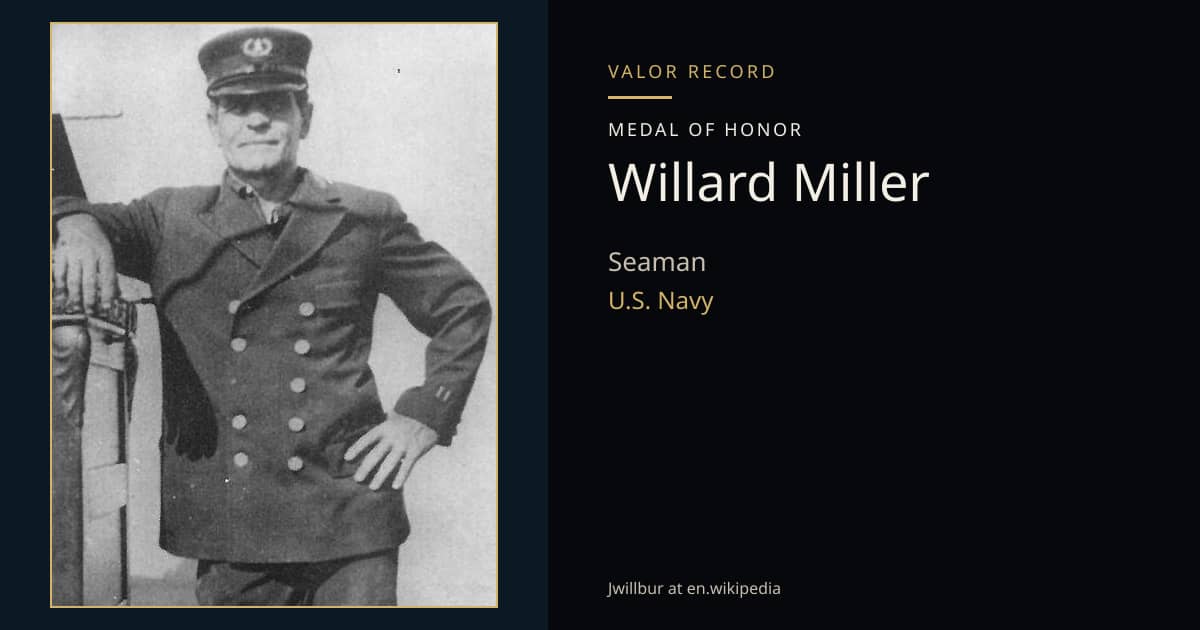 VALOR RECORD
MEDAL OF HONOR
Willard Miller
Seaman
U.S. Navy
Jwillbur at en.wikipedia